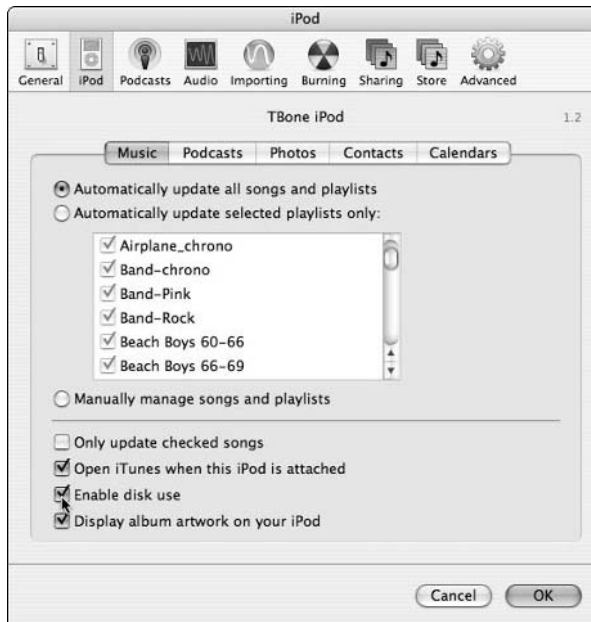 iPod
General iPod Podcasts Audio Importing Burning Sharing Store Advanced
TBone iPod 1.2
Music Podcasts Photos Contacts Calendars
Automatically update all songs and playlists
Automatically update selected playlists only:
Airplane_chrono
Band-chrono
Band-Pink
Band-Rock
Beach Boys 60-66
Beach Boys 66-69
Manually manage songs and playlists
Only update checked songs
Open iTunes when this iPod is attached
Enable disk use
Display album artwork on your iPod
Cancel OK